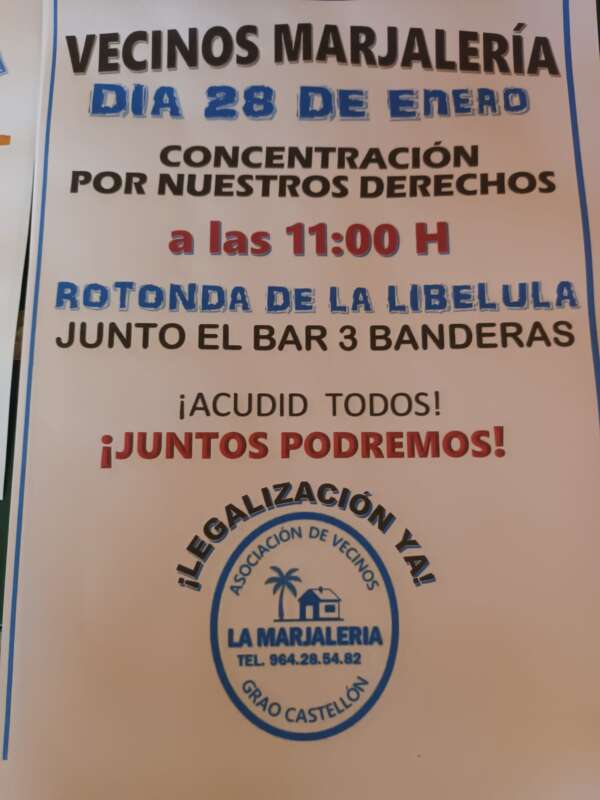 VECINOS MARJALERÍA
DIA 28 DE ENERO
CONCENTRACIÓN
POR NUESTROS DERECHOS
a las 11:00 H
ROTONDA DE LA LIBELULA
JUNTO EL BAR 3 BANDERAS
¡ACUDID TODOS!
¡JUNTOS PODREMOS!
¡LEGALIZACIÓN YA!
ASOCIACIÓN DE VECINOS
LA MARJALERIA
TEL. 964.28.54.82
GRAO CASTELLÓN